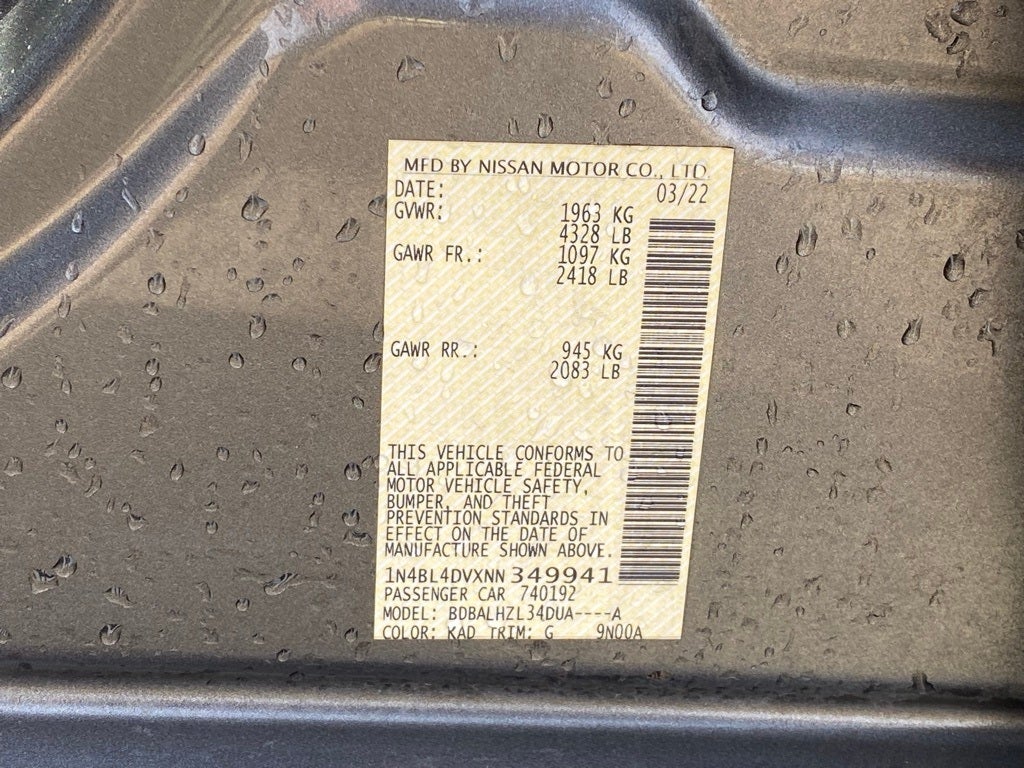 MFD BY NISSAN MOTOR CO., LTD.
DATE: 03/22
GVWR: 1963 KG
4328 LB
GAWR FR.: 1097 KG
2418 LB
GAWR RR.: 945 KG
2083 LB
THIS VEHICLE CONFORMS TO
ALL APPLICABLE FEDERAL
MOTOR VEHICLE SAFETY,
BUMPER, AND THEFT
PREVENTION STANDARDS IN
EFFECT ON THE DATE OF
MANUFACTURE SHOWN ABOVE.
1N4BL4DVXNN349941
PASSENGER CAR 740192
MODEL: BDBALHZL34DUA----A
COLOR: KAD TRIM: G 9N00A